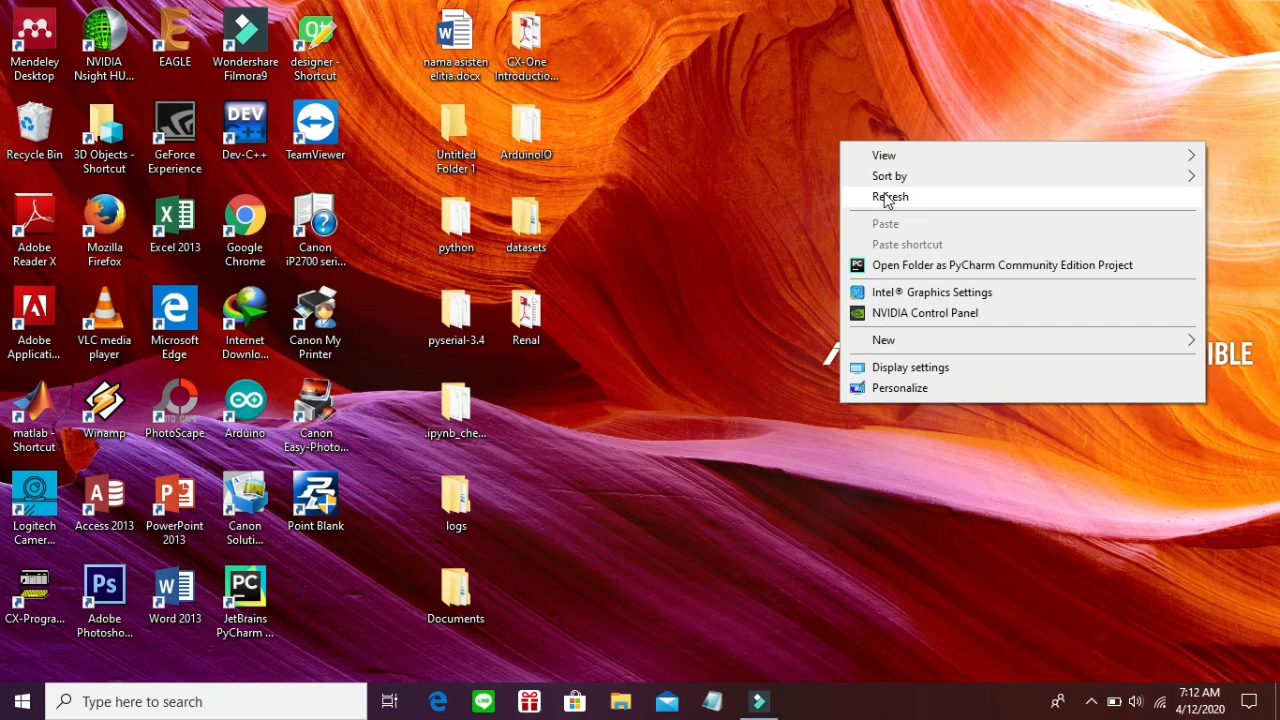 Mendeley
Desktop
NVIDIA
Nsight HU...
EAGLE
Wondershare
Filmora9
designer -
Shortcut
nama asisten
elitia.docx
CX-One
Introductio...
Recycle Bin
3D Objects -
Shortcut
GeForce
Experience
DEV
C++
Dev-C++
TeamViewer
Untitled
Folder 1
ArduinoIO
Adobe
Reader X
Mozilla
Firefox
Excel 2013
Google
Chrome
Canon
iP2700 seri...
python
datasets
Adobe
Applicati...
VLC media
player
Microsoft
Edge
Internet
Downlo...
Canon My
Printer
pyserial-3.4
Renal
matlab -
Shortcut
Winamp
PhotoScape
Arduino
Canon
Easy-Photo...
.ipynb_che...
Logitech
Camer...
Access 2013
PowerPoint
2013
Canon
Soluti...
Point Blank
logs
CX-Progra...
Ps
Adobe
Photosho...
Word 2013
PC
JetBrains
PyCharm ...
Documents
View
Sort by
Refresh
Paste
Paste shortcut
PC Open Folder as PyCharm Community Edition Project
Intel® Graphics Settings
NVIDIA Control Panel
New
Display settings
Personalize
IBLE
Type here to search
LINE
7:12 AM
4/12/2020